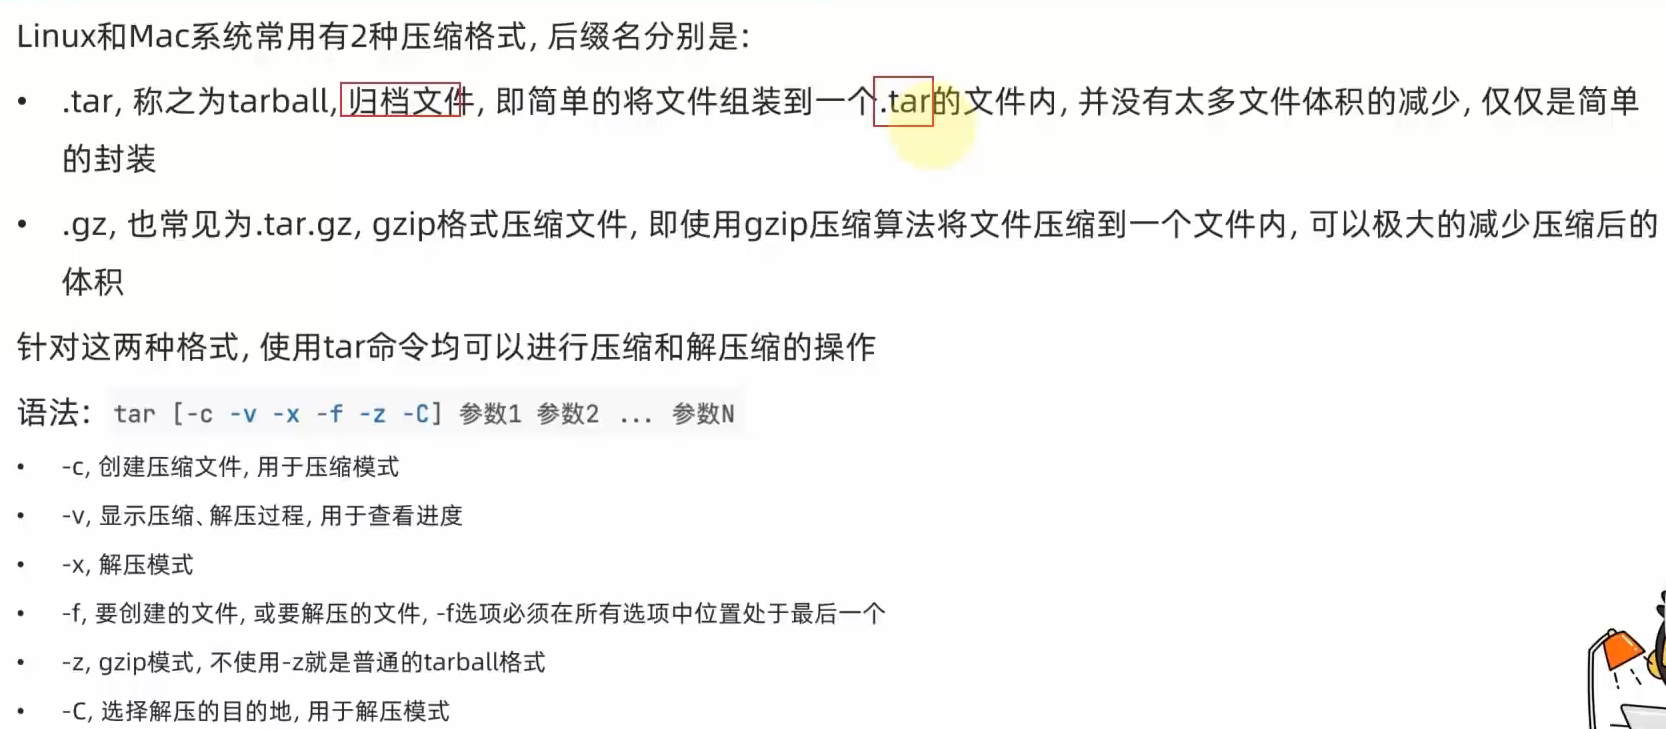 Linux和Mac系统常用有2种压缩格式, 后缀名分别是:
• .tar, 称之为tarball, 归档文件, 即简单的将文件组装到一个.tar的文件内, 并没有太多文件体积的减少, 仅仅是简单
的封装
• .gz, 也常见为.tar.gz, gzip格式压缩文件, 即使用gzip压缩算法将文件压缩到一个文件内, 可以极大的减少压缩后的
体积
针对这两种格式, 使用tar命令均可以进行压缩和解压缩的操作
语法: tar [-c -v -x -f -z -C] 参数1 参数2 ... 参数N
• -c, 创建压缩文件, 用于压缩模式
• -v, 显示压缩、解压过程, 用于查看进度
• -x, 解压模式
• -f, 要创建的文件, 或要解压的文件, -f选项必须在所有选项中位置处于最后一个
• -z, gzip模式, 不使用-z就是普通的tarball格式
• -C, 选择解压的目的地, 用于解压模式